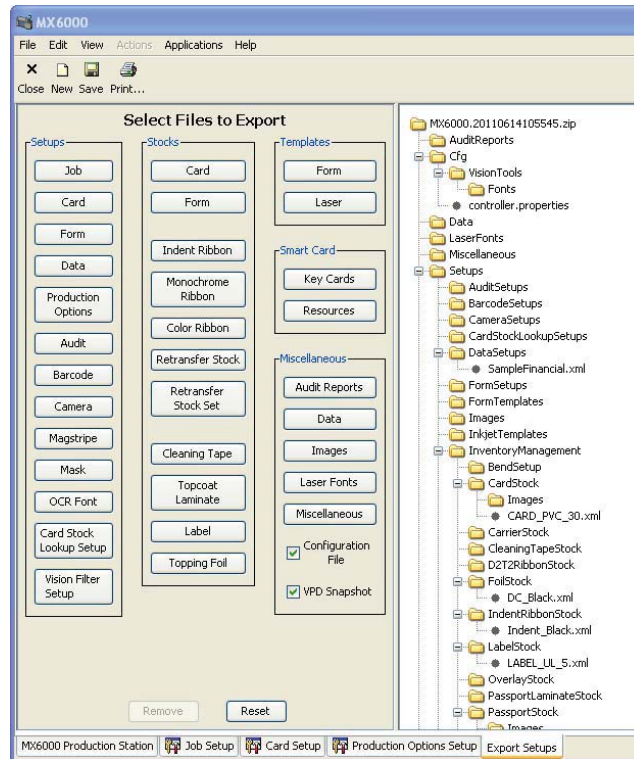 MX6000
File Edit View Actions Applications Help
Close New Save Print...
Select Files to Export
Setups
Job
Card
Form
Data
Production
Options
Audit
Barcode
Camera
Magstripe
Mask
OCR Font
Card Stock
Lookup Setup
Vision Filter
Setup
Stocks
Card
Form
Indent Ribbon
Monochrome
Ribbon
Color Ribbon
Retransfer Stock
Retransfer
Stock Set
Cleaning Tape
Topcoat
Laminate
Label
Topping Foil
Templates
Form
Laser
Smart Card
Key Cards
Resources
Miscellaneous
Audit Reports
Data
Images
Laser Fonts
Miscellaneous
Configuration
File
VPD Snapshot
Remove
Reset
MX6000.20110614105545.zip
AuditReports
Cfg
VisionTools
Fonts
controller.properties
Data
LaserFonts
Miscellaneous
Setups
AuditSetups
BarcodeSetups
CameraSetups
CardStockLookupSetups
DataSetups
SampleFinancial.xml
FormSetups
FormTemplates
Images
InkjetTemplates
InventoryManagement
BendSetup
CardStock
Images
CARD_PVC_30.xml
CarrierStock
CleaningTapeStock
D2T2RibbonStock
FoilStock
DC_Black.xml
IndentRibbonStock
Indent_Black.xml
LabelStock
LABEL_UL_5.xml
OverlayStock
PassportLaminateStock
PassportStock
Images
MX6000 Production Station Job Setup Card Setup Production Options Setup Export Setups